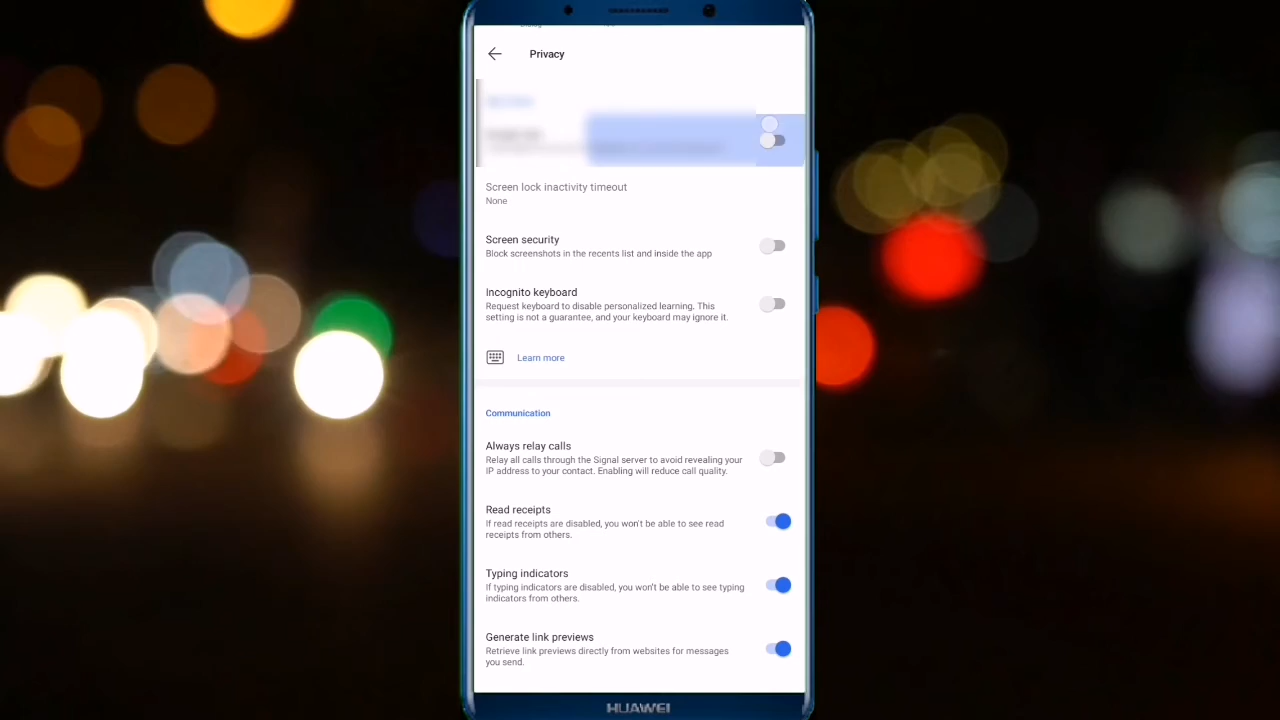 Privacy
Screen lock inactivity timeout
None
Screen security
Block screenshots in the recents list and inside the app
Incognito keyboard
Request keyboard to disable personalized learning. This
setting is not a guarantee, and your keyboard may ignore it.
Learn more
Communication
Always relay calls
Relay all calls through the Signal server to avoid revealing your
IP address to your contact. Enabling will reduce call quality.
Read receipts
If read receipts are disabled, you won't be able to see read
receipts from others.
Typing indicators
If typing indicators are disabled, you won't be able to see typing
indicators from others.
Generate link previews
Retrieve link previews directly from websites for messages
you send.
HUAWEI